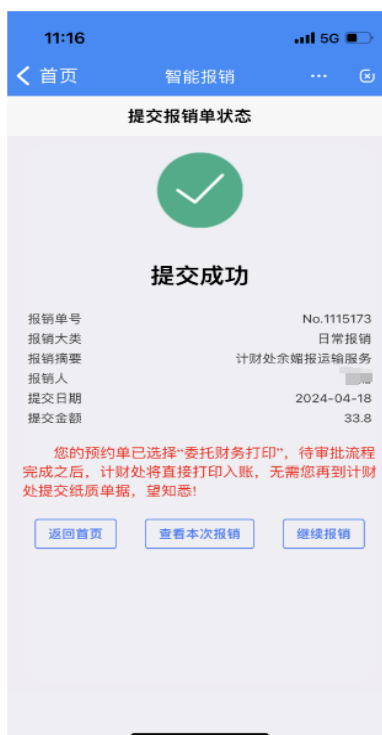 11:16 5G
首页 智能报销 ...
提交报销单状态
提交成功
报销单号 No.1115173
报销大类 日常报销
报销摘要 计财处余媚报运输服务
报销人
提交日期 2024-04-18
提交金额 33.8
您的预约单已选择“委托财务打印”，待审批流程
完成之后，计财处将直接打印入账，无需您再到计财
处提交纸质单据，望知悉!
返回首页 查看本次报销 继续报销